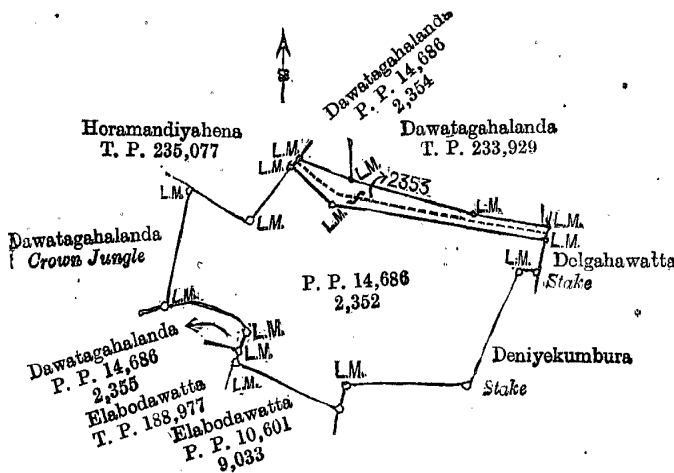 Dawatagahalanda
P. P. 14,686
2,354
Horamandiyahena
T. P. 235,077
Dawatagahalanda
T. P. 233,929
L.M.
L.M.
L.M.
2353
L.M.
L.M.
L.M.
L.M.
L.M.
L.M.
Dawatagahalanda
Crown Jungle
P. P. 14,686
2,352
L.M.
Dolgahawatta
Stake
L.M.
L.M.
L.M.
L.M.
L.M.
Deniyekumbura
Stake
Dawatagahalanda
P. P. 14,686
2,355
Elabodawatta
T. P. 188,977
Elabodawatta
P. P. 10,601
9,033